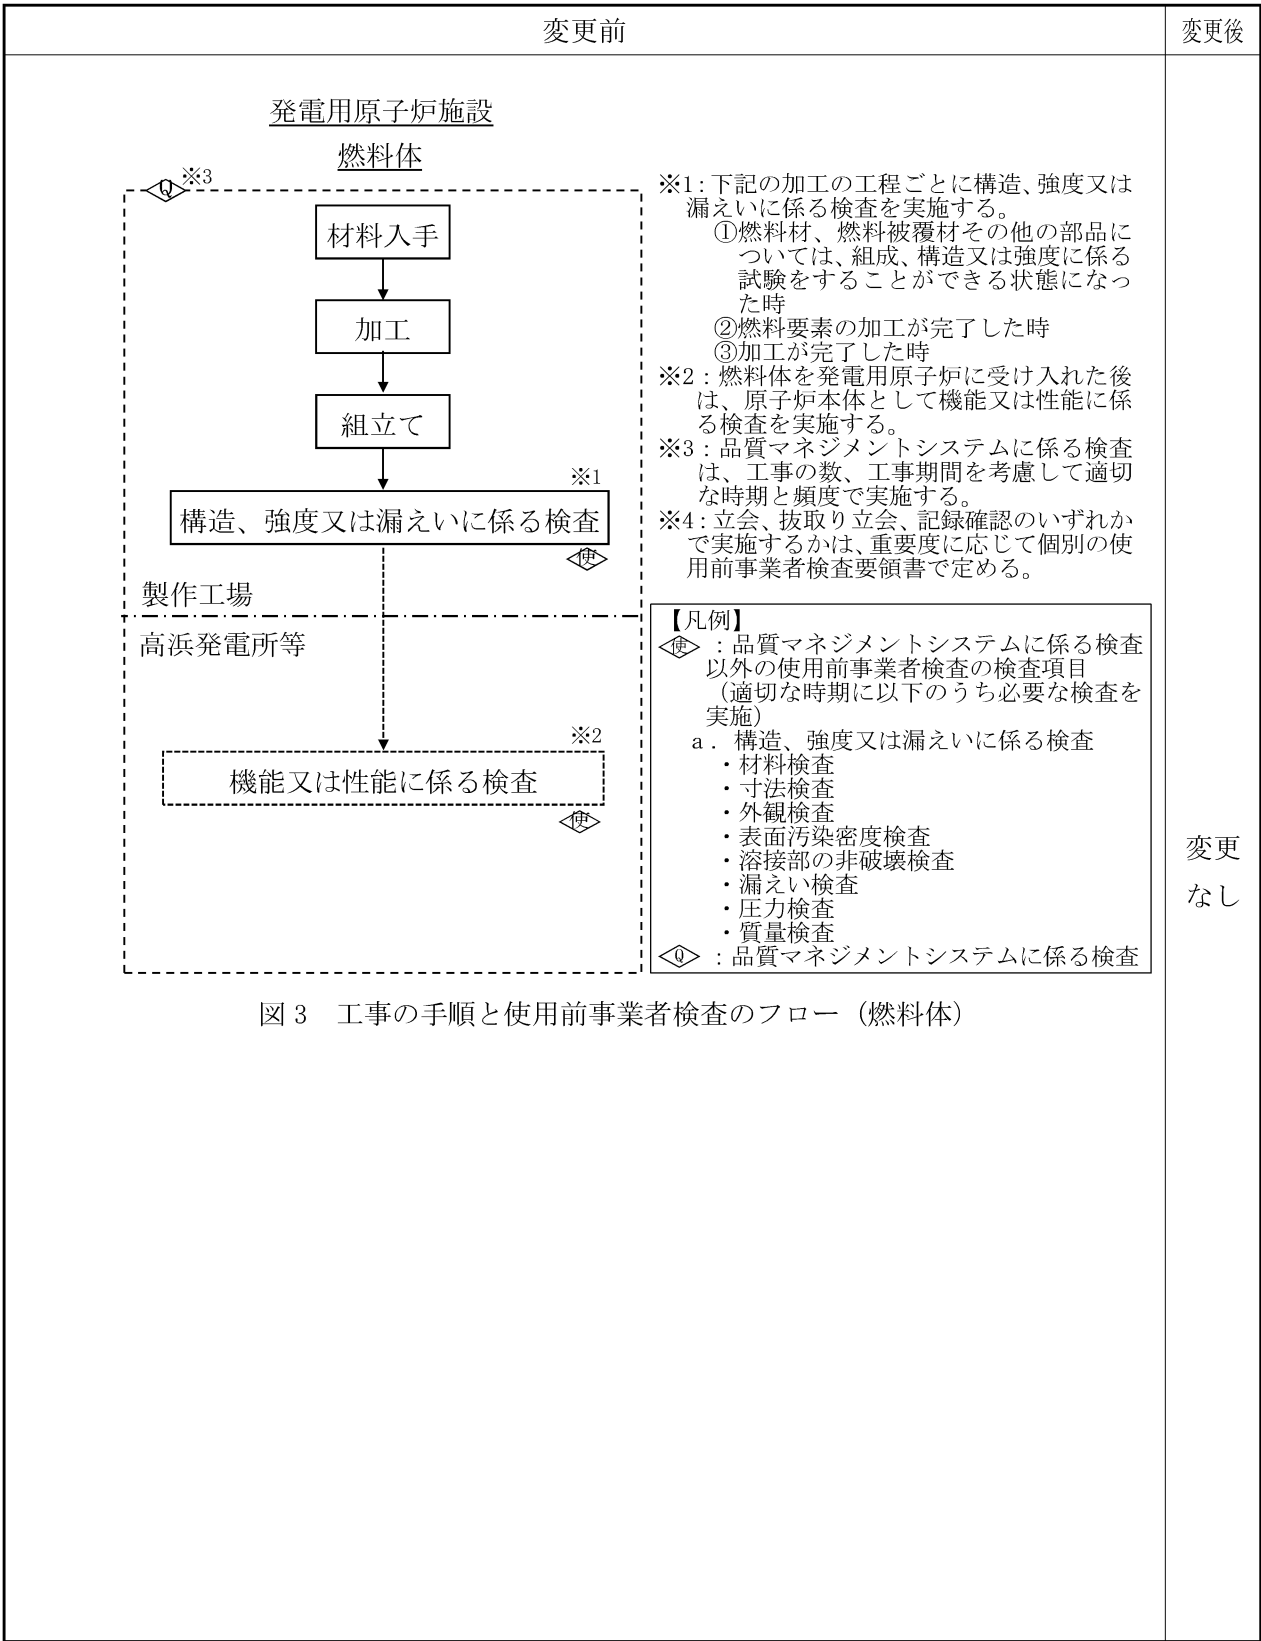 変更前
変更後
発電用原子炉施設
燃料体
Q
※3
材料入手
加工
組立て
※1
構造、強度又は漏えいに係る検査
使
製作工場
高浜発電所等
※2
機能又は性能に係る検査
使
※1:下記の加工の工程ごとに構造、強度又は
漏えいに係る検査を実施する。
①燃料材、燃料被覆材その他の部品に
ついては、組成、構造又は強度に係る
試験をすることができる状態になっ
た時
②燃料要素の加工が完了した時
③加工が完了した時
※2:燃料体を発電用原子炉に受け入れた後
は、原子炉本体として機能又は性能に係
る検査を実施する。
※3:品質マネジメントシステムに係る検査
は、工事の数、工事期間を考慮して適切
な時期と頻度で実施する。
※4:立会、抜取り立会、記録確認のいずれか
で実施するかは、重要度に応じて個別の使
用前事業者検査要領書で定める。
【凡例】
使 :品質マネジメントシステムに係る検査
以外の使用前事業者検査の検査項目
(適切な時期に以下のうち必要な検査を
実施)
a. 構造、強度又は漏えいに係る検査
・材料検査
・寸法検査
・外観検査
・表面汚染密度検査
・溶接部の非破壊検査
・漏えい検査
・圧力検査
・質量検査
Q :品質マネジメントシステムに係る検査
図3 工事の手順と使用前事業者検査のフロー(燃料体)
変更
なし